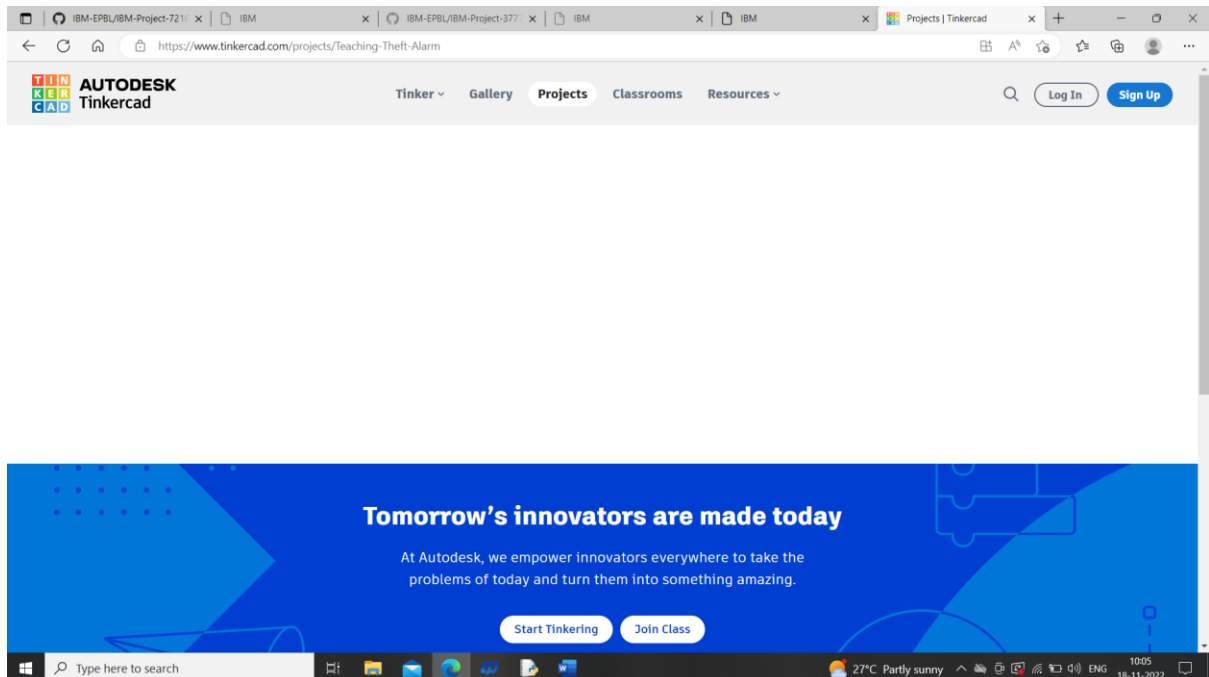 IBM-EPBL/IBM-Project-721 IBM IBM-EPBL/IBM-Project-377 IBM IBM Projects | Tinkercad
https://www.tinkercad.com/projects/Teaching-Theft-Alarm
TIN
KER
CAD
AUTODESK
Tinkercad
Tinker Gallery Projects Classrooms Resources Log In Sign Up
Tomorrow's innovators are made today
At Autodesk, we empower innovators everywhere to take the
problems of today and turn them into something amazing.
Start Tinkering Join Class
Type here to search
27°C Partly sunny ENG
10:05
18-11-2022